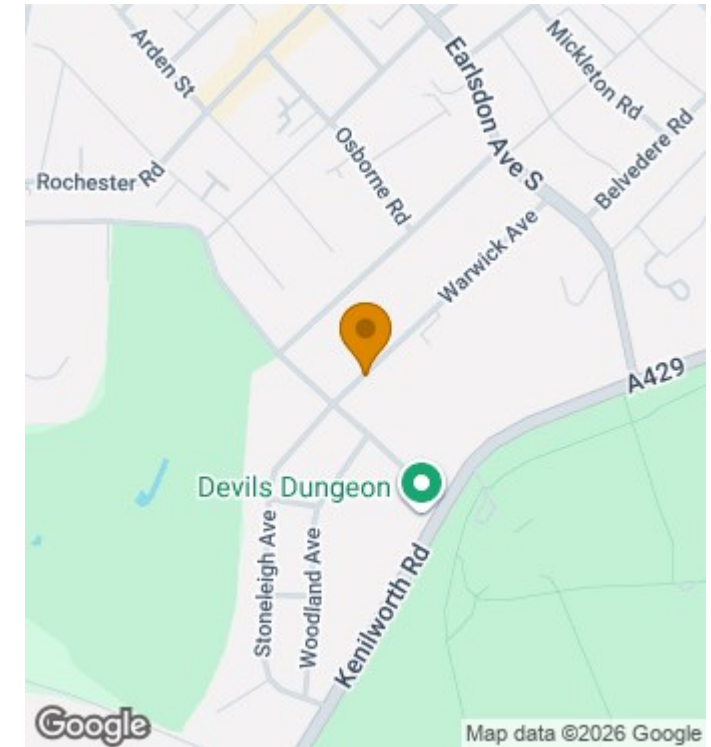 Arden St
Earlsdon Ave S
Mickleton Rd
Osborne Rd
Belvedere Rd
Rochester Rd
Warwick Ave
A429
Devils Dungeon
Stoneleigh Ave
Woodland Ave
Kenilworth Rd
Google
Map data ©2026 Google